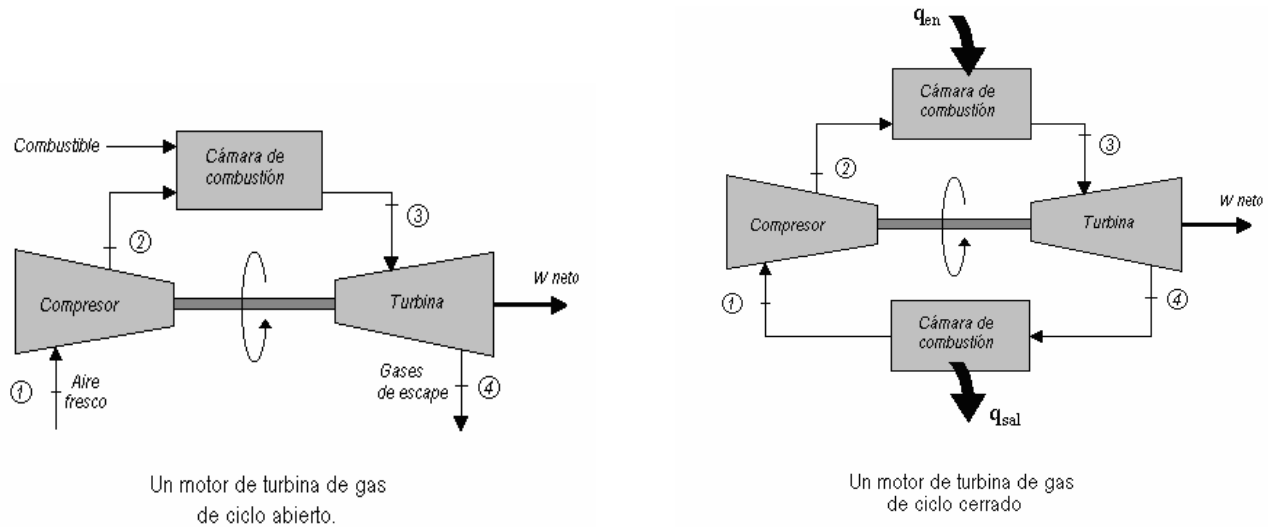 Combustible
Cámara de
combustión
②
③
Compresor
Turbina
W neto
①
Aire
fresco
Gases
de escape
④
Un motor de turbina de gas
de ciclo abierto.
q_en
Cámara de
combustión
②
③
Compresor
Turbina
W neto
①
④
Cámara de
combustión
q_sal
Un motor de turbina de gas
de ciclo cerrado